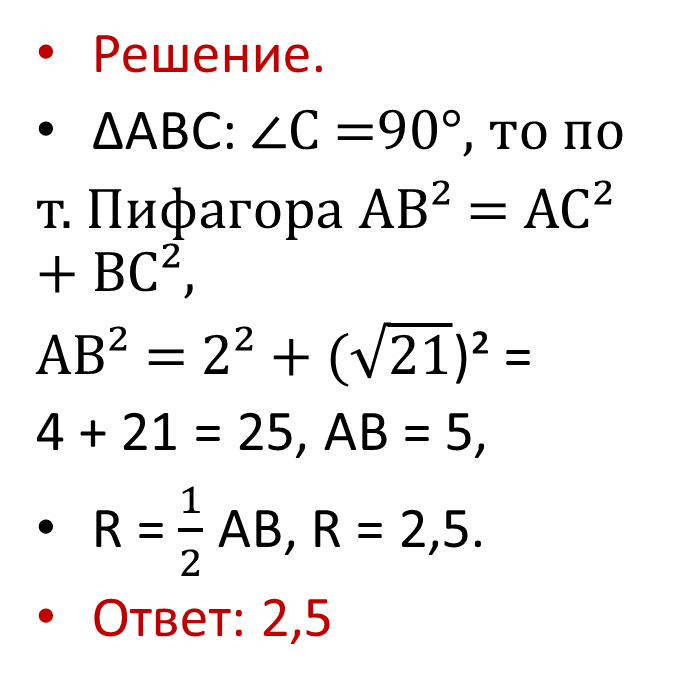 • Решение.
• ∆ABC: ∠C =90°, то по
т. Пифагора AB² = AC²
+ BC²,
AB² = 2² + (√21)² =
4 + 21 = 25, AB = 5,
• R = 1/2 AB, R = 2,5.
• Ответ: 2,5